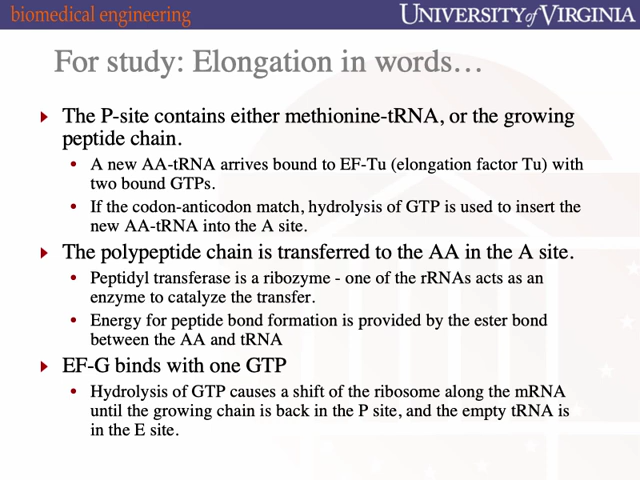 biomedical engineering
UNIVERSITY of VIRGINIA
For study: Elongation in words…
The P-site contains either methionine-tRNA, or the growing
peptide chain.
• A new AA-tRNA arrives bound to EF-Tu (elongation factor Tu) with
two bound GTPs.
• If the codon-anticodon match, hydrolysis of GTP is used to insert the
new AA-tRNA into the A site.
The polypeptide chain is transferred to the AA in the A site.
• Peptidyl transferase is a ribozyme - one of the rRNAs acts as an
enzyme to catalyze the transfer.
• Energy for peptide bond formation is provided by the ester bond
between the AA and tRNA
EF-G binds with one GTP
• Hydrolysis of GTP causes a shift of the ribosome along the mRNA
until the growing chain is back in the P site, and the empty tRNA is
in the E site.